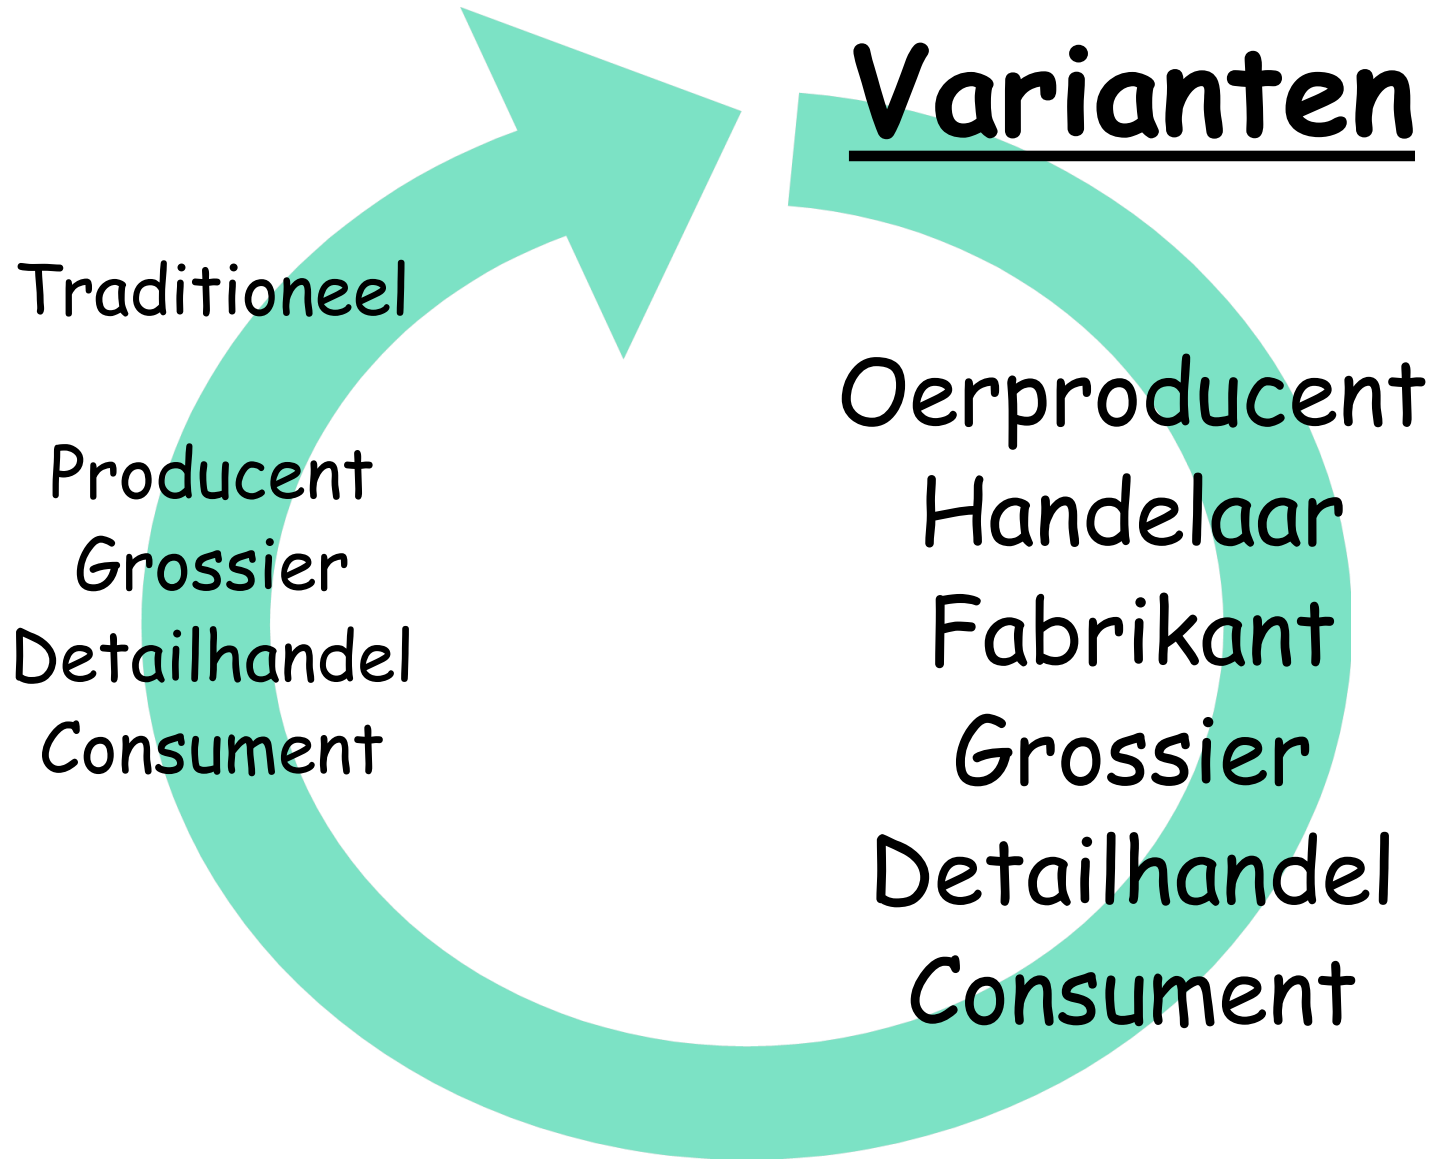 Varianten
Traditioneel
Producent
Grossier
Detailhandel
Consument
Oerproducent
Handelaar
Fabrikant
Grossier
Detailhandel
Consument